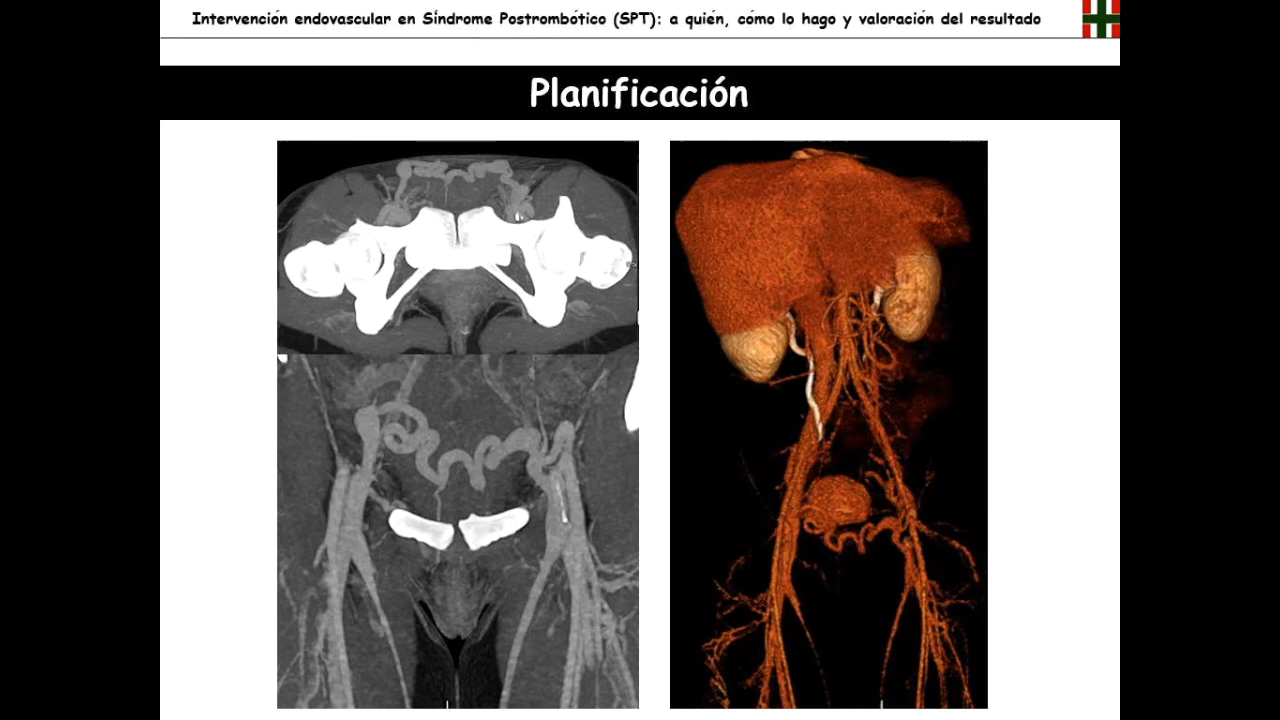 Intervención endovascular en Síndrome Postrombótico (SPT): a quién, cómo lo hago y valoración del resultado
Planificación